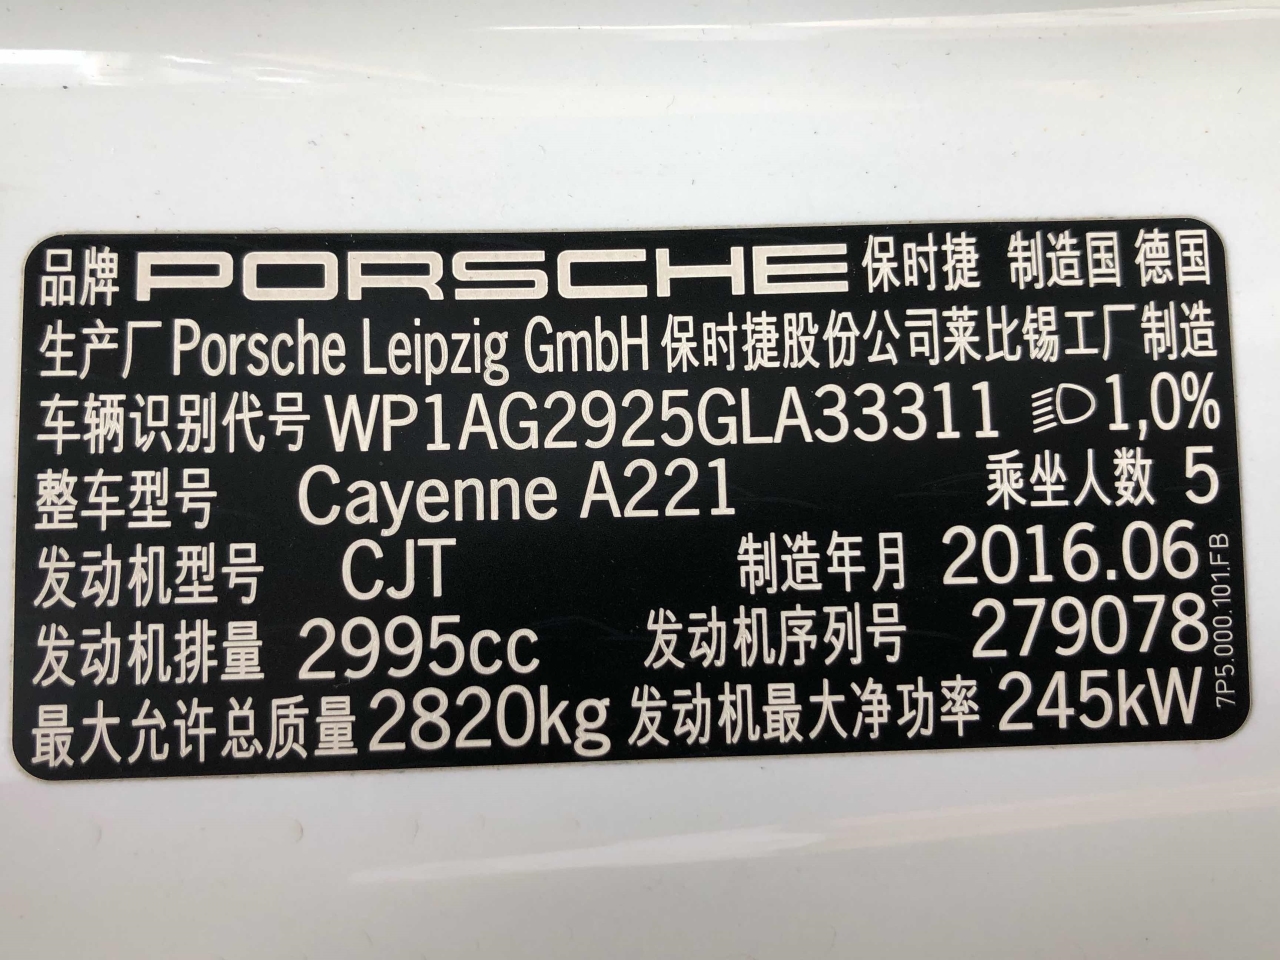 品牌 PORSCHE 保时捷 制造国 德国
生产厂 Porsche Leipzig GmbH 保时捷股份公司莱比锡工厂制造
车辆识别代号 WP1AG2925GLA33311 1,0%
整车型号 Cayenne A221 乘坐人数 5
发动机型号 CJT 制造年月 2016.06
发动机排量 2995cc 发动机序列号 279078
最大允许总质量 2820kg 发动机最大净功率 245kW
7P5.000.101.FB